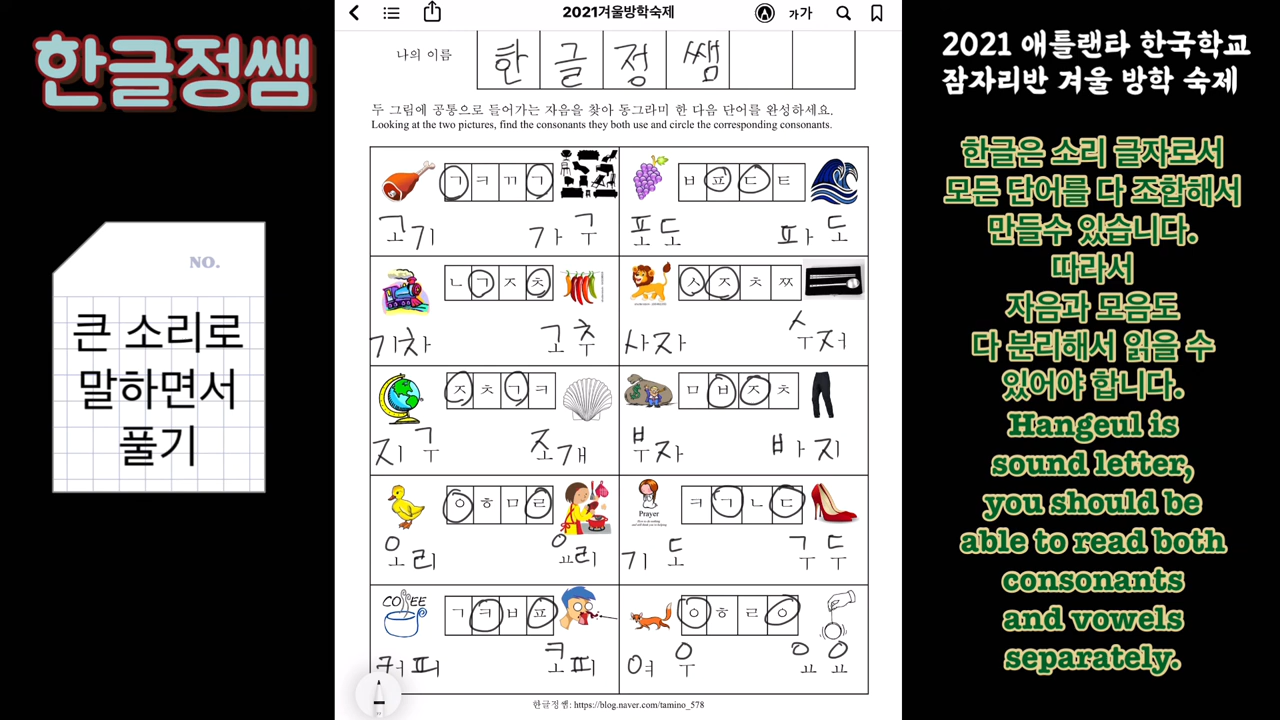 한글정쌤
NO.
큰 소리로
말하면서
풀기
2021겨울방학숙제
가가
나의 이름
한 글 정 쌤
두 그림에 공통으로 들어가는 자음을 찾아 동그라미 한 다음 단어를 완성하세요.
Looking at the two pictures, find the consonants they both use and circle the corresponding consonants.
ㄱ ㅋ ㄲ ㄱ
고기 가구
ㅂ ㅍ ㄷ ㅌ
포도 파도
ㄴ ㄱ ㅈ ㅊ
기차 고추
ㅅ ㅈ ㅊ ㅉ
사자 수저
ㅈ ㅊ ㄱ ㅋ
지구 조개
ㅁ ㅂ ㅈ ㅊ
부자 바지
ㅇ ㅎ ㅁ ㄹ
오리 요리
Prayer
ㅋ ㄱ ㄴ ㄷ
기도 구두
COFFEE
ㄱ ㅋ ㅂ ㅍ
커피 코피
ㅇ ㅎ ㄹ ㅇ
여우 요요
한글정쌤: https://blog.naver.com/tamino_578
2021 애틀랜타 한국학교
잠자리반 겨울 방학 숙제
한글은 소리 글자로서
모든 단어를 다 조합해서
만들수 있습니다.
따라서
자음과 모음도
다 분리해서 읽을 수
있어야 합니다.
Hangeul is
sound letter,
you should be
able to read both
consonants
and vowels
separately.